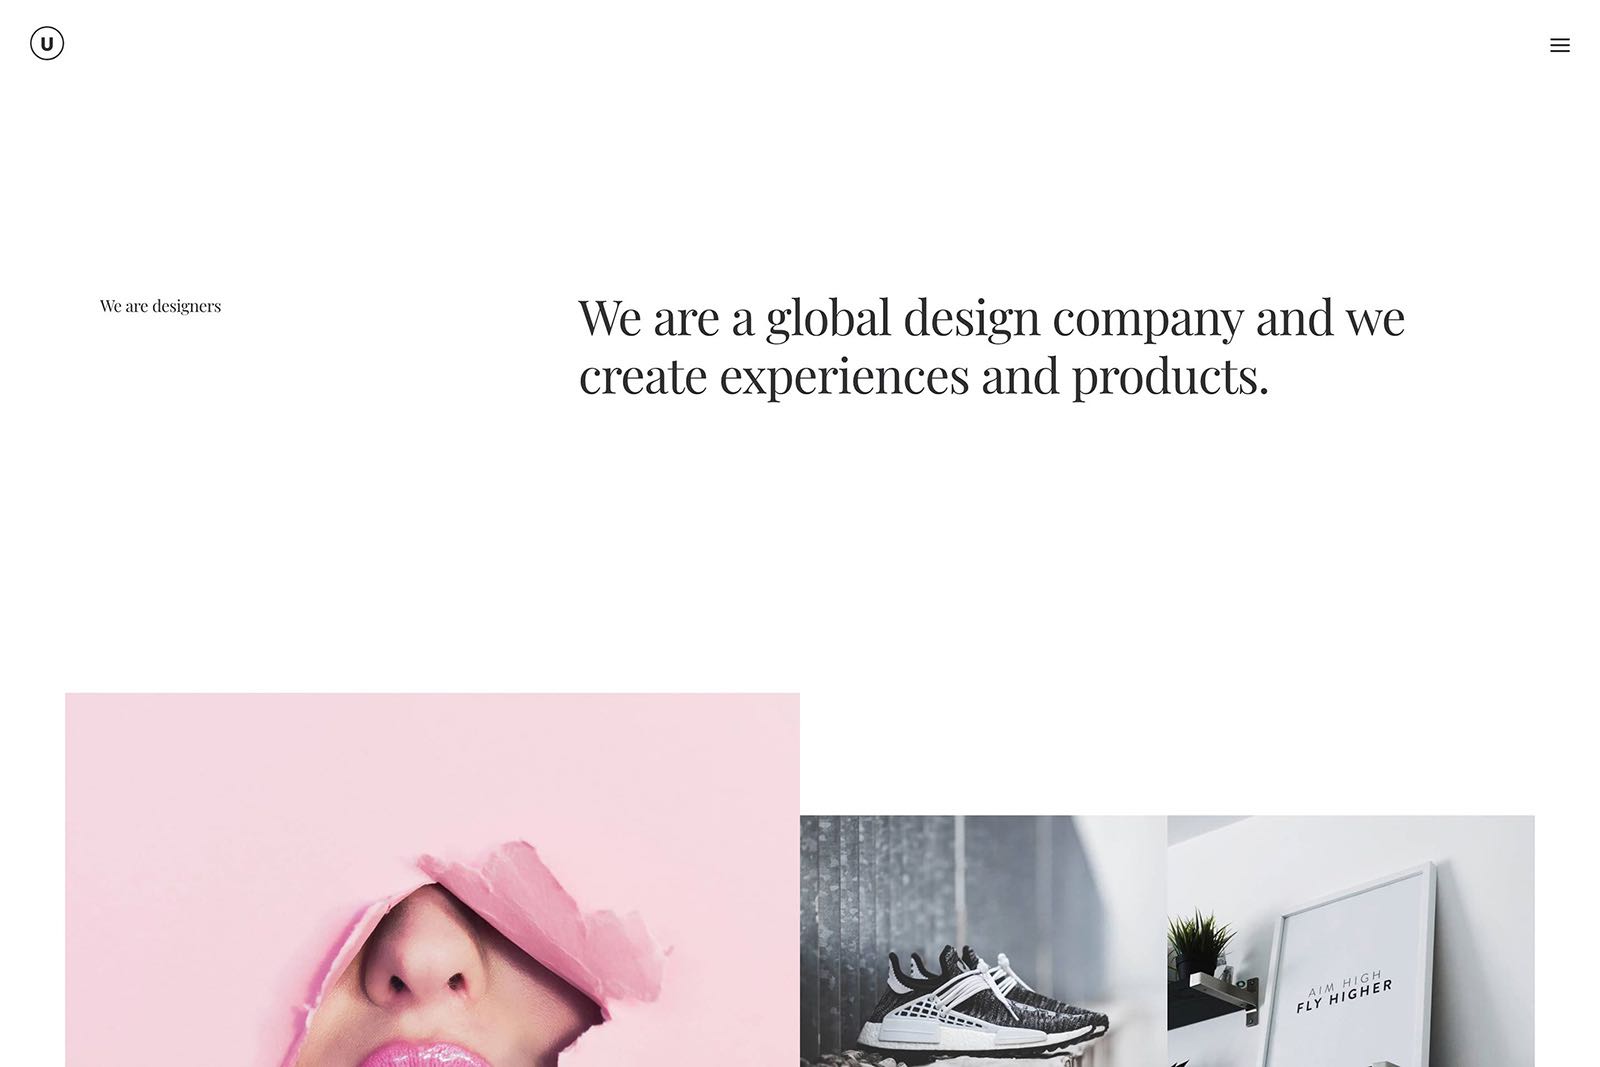 U
We are designers
We are a global design company and we
create experiences and products.
AIM HIGH
FLY HIGHER